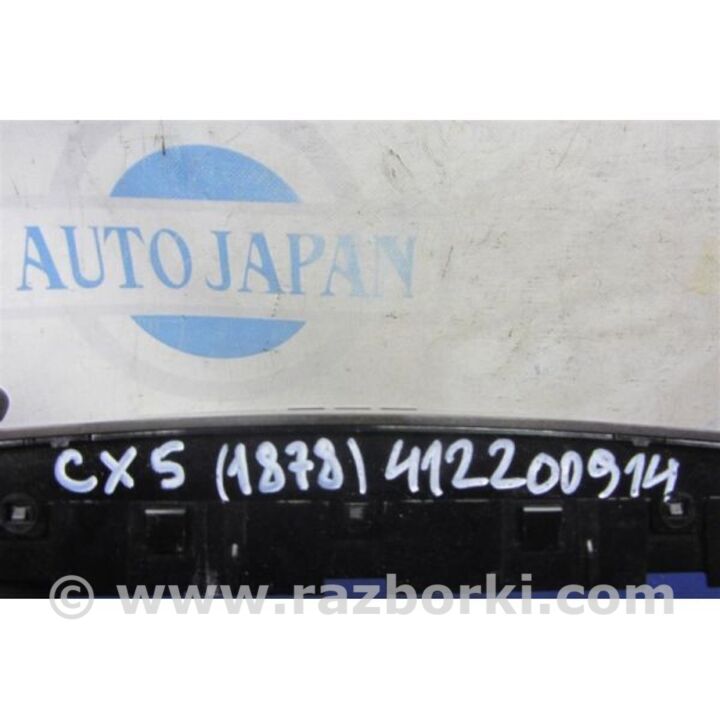 AUTO JAPAN
CX5 (1878) 412200914
© www.razborki.com